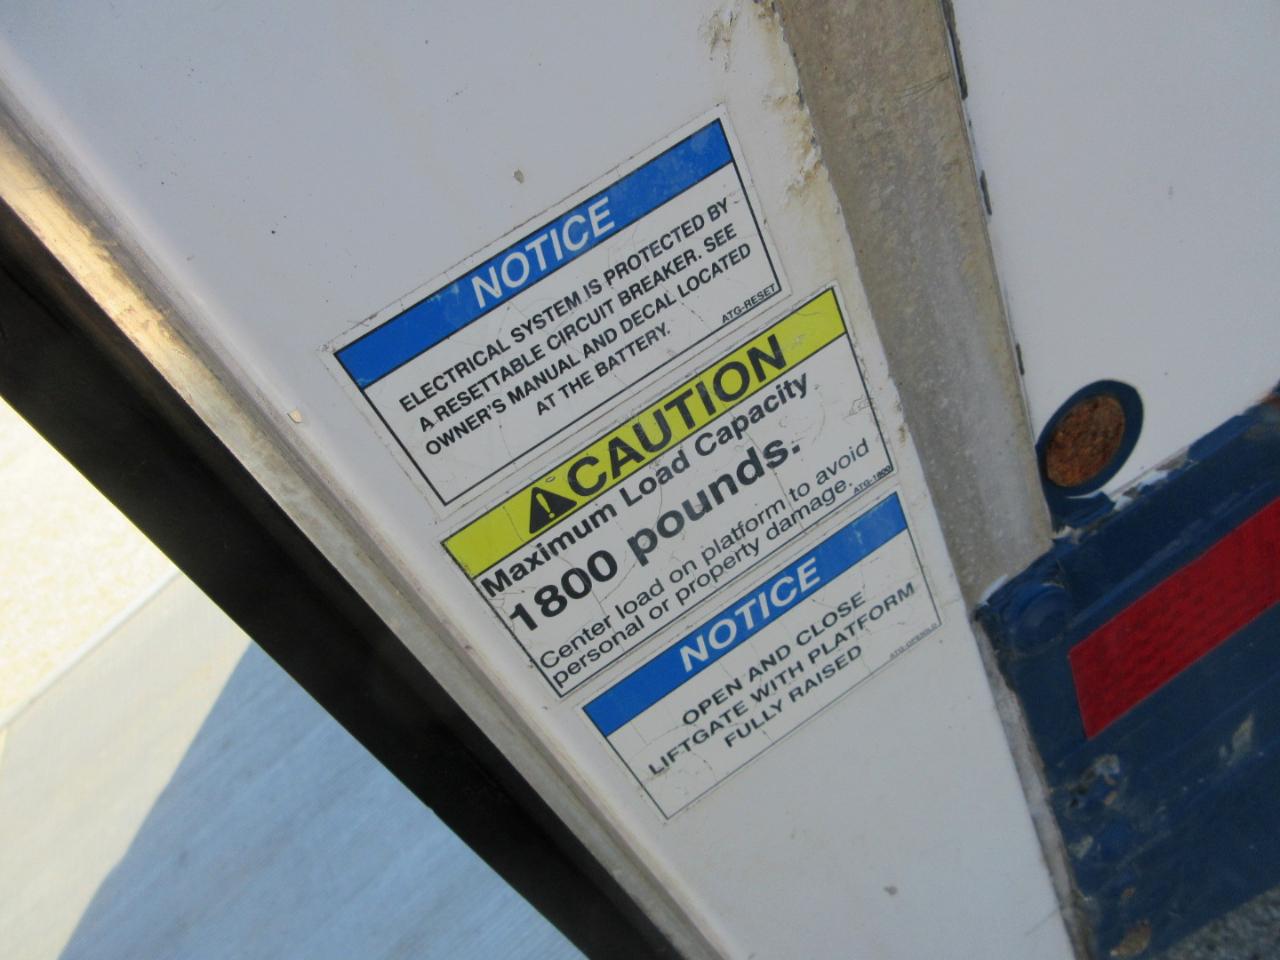 NOTICE
ELECTRICAL SYSTEM IS PROTECTED BY
A RESETTABLE CIRCUIT BREAKER. SEE
OWNER'S MANUAL AND DECAL LOCATED
AT THE BATTERY.
ATG-RESET
CAUTION
Maximum Load Capacity
1800 pounds.
Center load on platform to avoid
personal or property damage.
ATG-1800
NOTICE
OPEN AND CLOSE
LIFTGATE WITH PLATFORM
FULLY RAISED